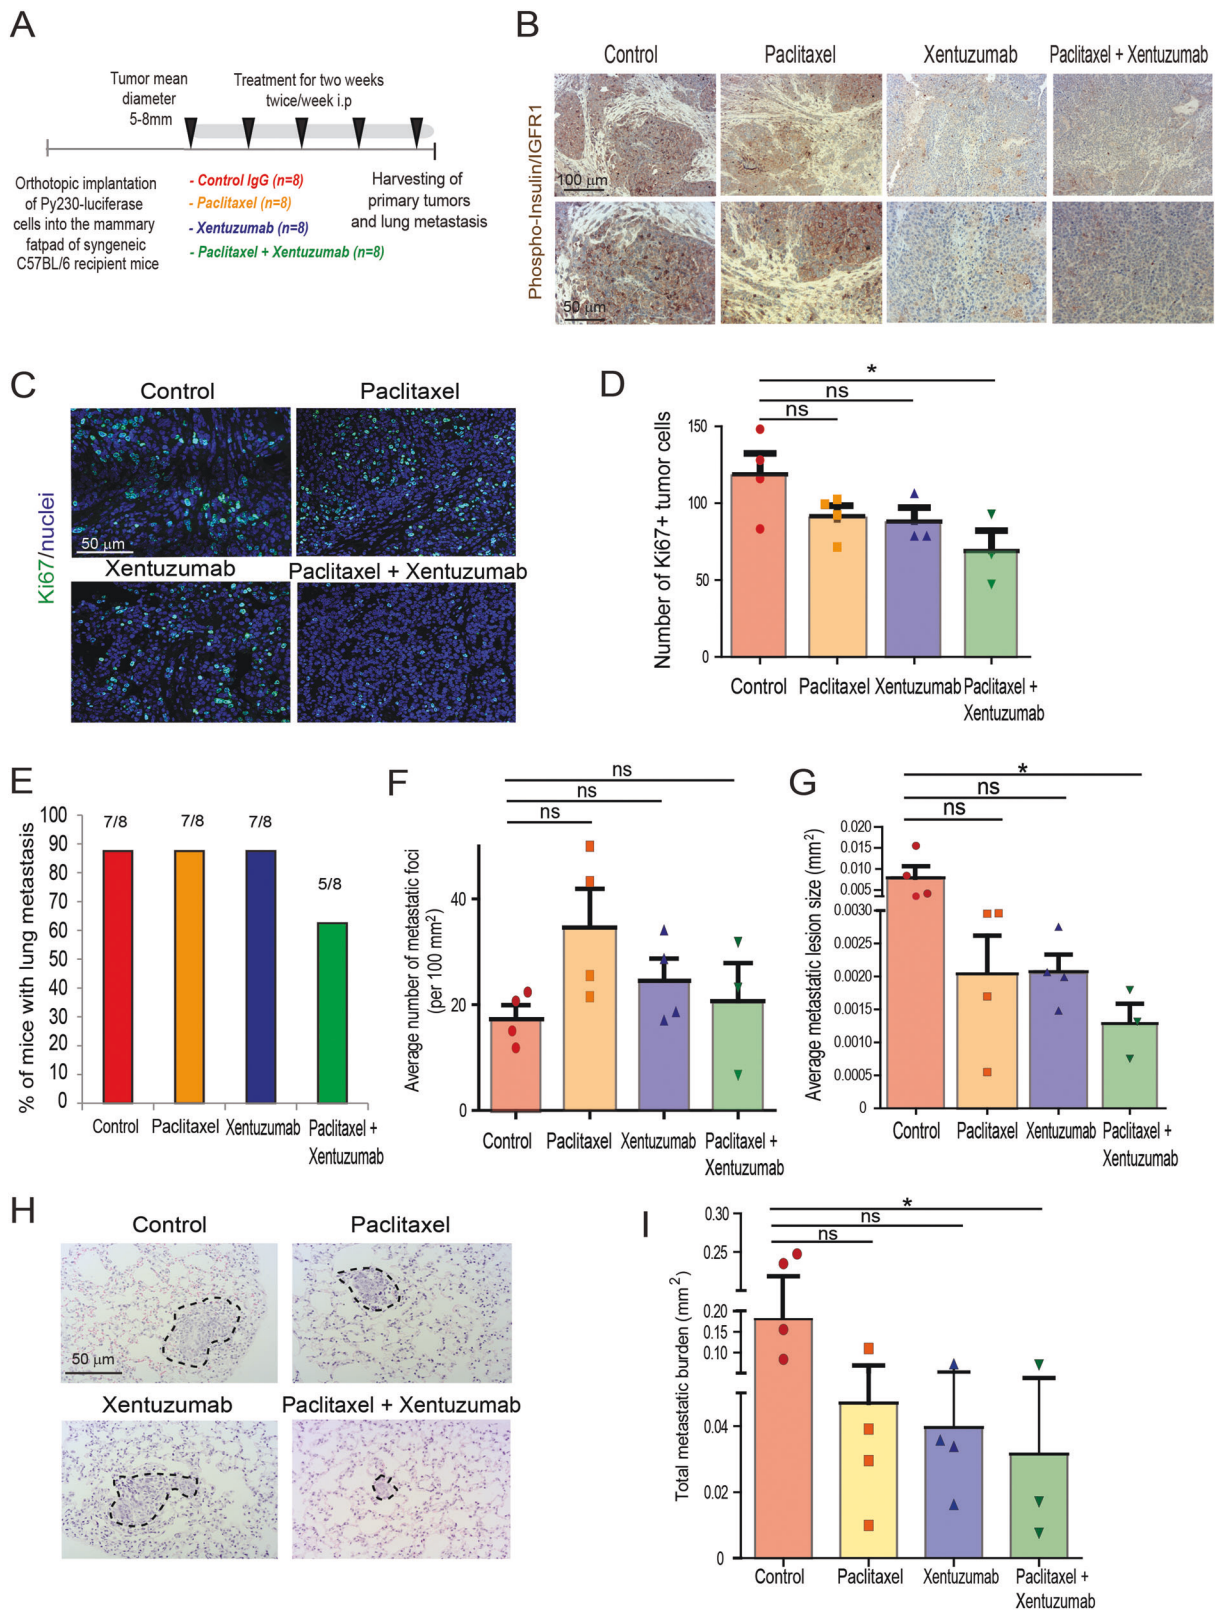 A
Tumor mean
diameter
5-8mm
Treatment for two weeks
twice/week i.p
Orthotopic implantation
of Py230-luciferase
cells into the mammary
fatpad of syngeneic
C57BL/6 recipient mice
- Control IgG (n=8)
- Paclitaxel (n=8)
- Xentuzumab (n=8)
- Paclitaxel + Xentuzumab (n=8)
Harvesting of
primary tumors
and lung metastasis
B
Control
Paclitaxel
Xentuzumab
Paclitaxel + Xentuzumab
Phospho-Insulin/IGFR1
100 μm
50 μm
C
Control
Paclitaxel
Ki67/nuclei
50 μm
Xentuzumab
Paclitaxel + Xentuzumab
D
*
ns
ns
Number of Ki67+ tumor cells
150
100
50
0
Control
Paclitaxel
Xentuzumab
Paclitaxel +
Xentuzumab
E
% of mice with lung metastasis
100
90
80
70
60
50
40
30
20
10
0
7/8
7/8
7/8
5/8
Control
Paclitaxel
Xentuzumab
Paclitaxel +
Xentuzumab
F
ns
ns
ns
Average number of metastatic foci
(per 100 mm²)
40
20
0
Control
Paclitaxel
Xentuzumab
Paclitaxel +
Xentuzumab
G
*
ns
ns
Average metastatic lesion size (mm²)
0.020
0.015
0.010
0.005
0.0030
0.0025
0.0020
0.0015
0.0010
0.0005
0
Control
Paclitaxel
Xentuzumab
Paclitaxel +
Xentuzumab
H
Control
Paclitaxel
50 μm
Xentuzumab
Paclitaxel + Xentuzumab
I
*
ns
ns
Total metastatic burden (mm²)
0.30
0.25
0.20
0.15
0.10
0.04
0.02
0
Control
Paclitaxel
Xentuzumab
Paclitaxel +
Xentuzumab